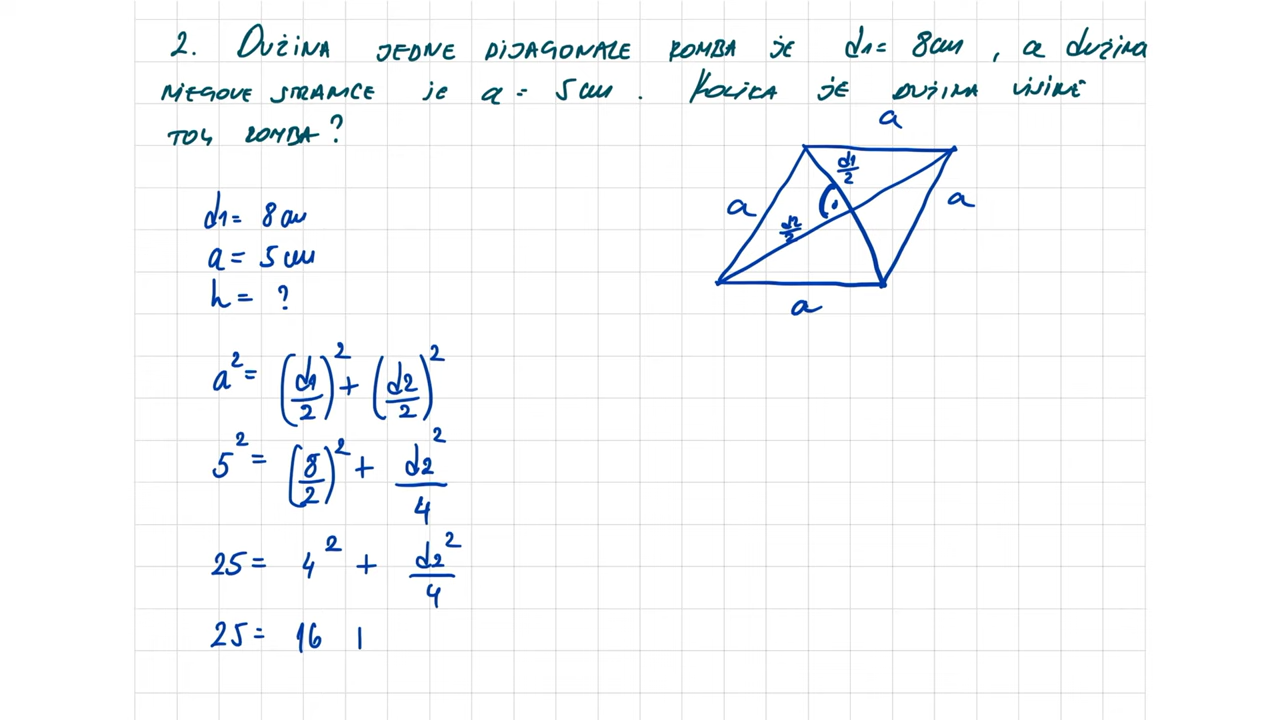 2. DUŽINA JEDNE DIJAGONALE ROMBA JE d1 = 8cm, a DUŽINA
NJEGOVE STRANICE je a = 5cm. KOLIKA JE DUŽINA VISINE
TOG ROMBA?
a
d1/2
a
a
d2/2
a
d1 = 8cm
a = 5cm
h = ?
a² = (d1/2)² + (d2/2)²
5² = (8/2)² + d2²/4
25 = 4² + d2²/4
25 = 16